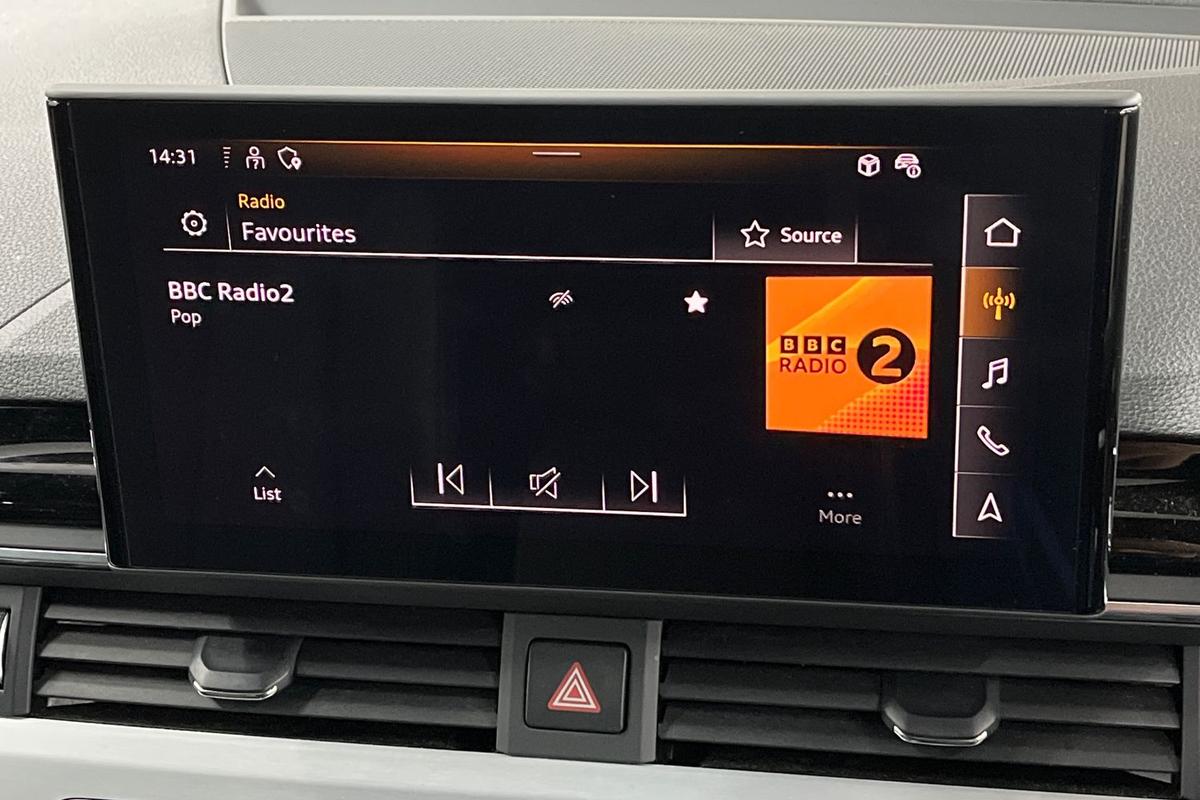 14:31
Radio
Favourites
Source
BBC Radio2
Pop
BBC
RADIO
2
List
More